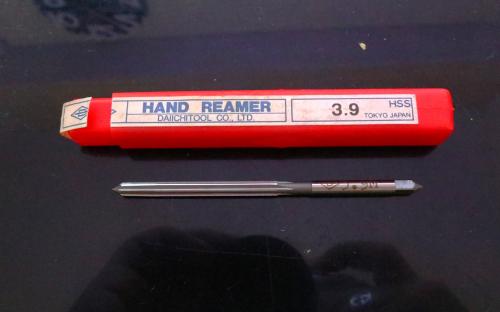 HAND REAMER
DAIICHITOOL CO., LTD.
3.9
HSS
TOKYO JAPAN